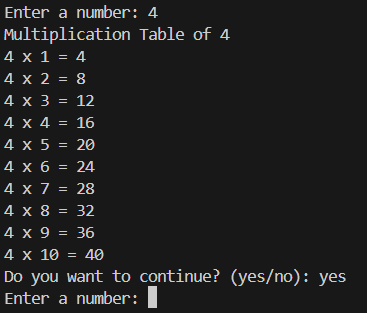 Enter a number: 4
Multiplication Table of 4
4 x 1 = 4
4 x 2 = 8
4 x 3 = 12
4 x 4 = 16
4 x 5 = 20
4 x 6 = 24
4 x 7 = 28
4 x 8 = 32
4 x 9 = 36
4 x 10 = 40
Do you want to continue? (yes/no): yes
Enter a number: